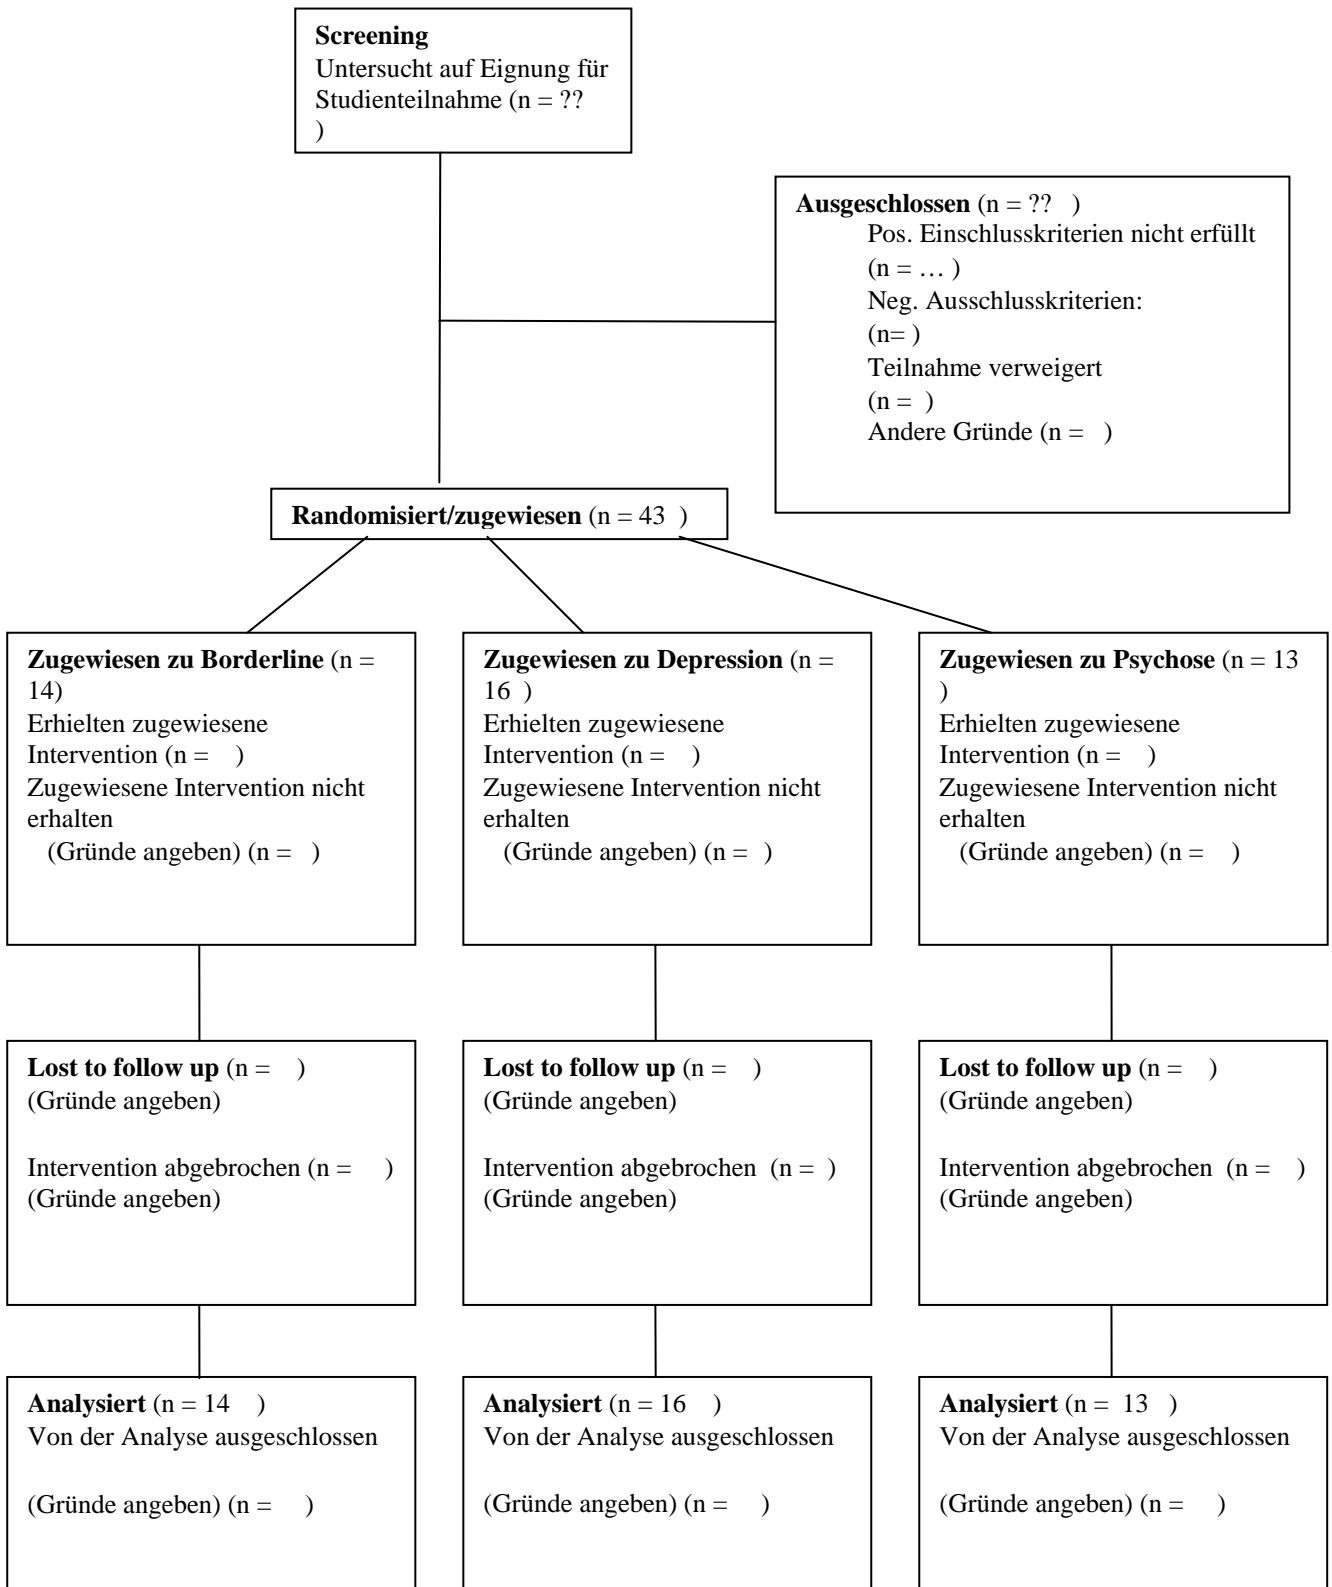 Screening
Untersucht auf Eignung für
Studienteilnahme (n = ??
)
Ausgeschlossen (n = ?? )
Pos. Einschlusskriterien nicht erfüllt
(n = … )
Neg. Ausschlusskriterien:
(n= )
Teilnahme verweigert
(n = )
Andere Gründe (n = )
Randomisiert/zugewiesen (n = 43 )
Zugewiesen zu Borderline (n =
14)
Erhielten zugewiesene
Intervention (n = )
Zugewiesene Intervention nicht
erhalten
(Gründe angeben) (n = )
Zugewiesen zu Depression (n =
16 )
Erhielten zugewiesene
Intervention (n = )
Zugewiesene Intervention nicht
erhalten
(Gründe angeben) (n = )
Zugewiesen zu Psychose (n = 13
)
Erhielten zugewiesene
Intervention (n = )
Zugewiesene Intervention nicht
erhalten
(Gründe angeben) (n = )
Lost to follow up (n = )
(Gründe angeben)
Intervention abgebrochen (n = )
(Gründe angeben)
Lost to follow up (n = )
(Gründe angeben)
Intervention abgebrochen (n = )
(Gründe angeben)
Lost to follow up (n = )
(Gründe angeben)
Intervention abgebrochen (n = )
(Gründe angeben)
Analysiert (n = 14 )
Von der Analyse ausgeschlossen
(Gründe angeben) (n = )
Analysiert (n = 16 )
Von der Analyse ausgeschlossen
(Gründe angeben) (n = )
Analysiert (n = 13 )
Von der Analyse ausgeschlossen
(Gründe angeben) (n = )